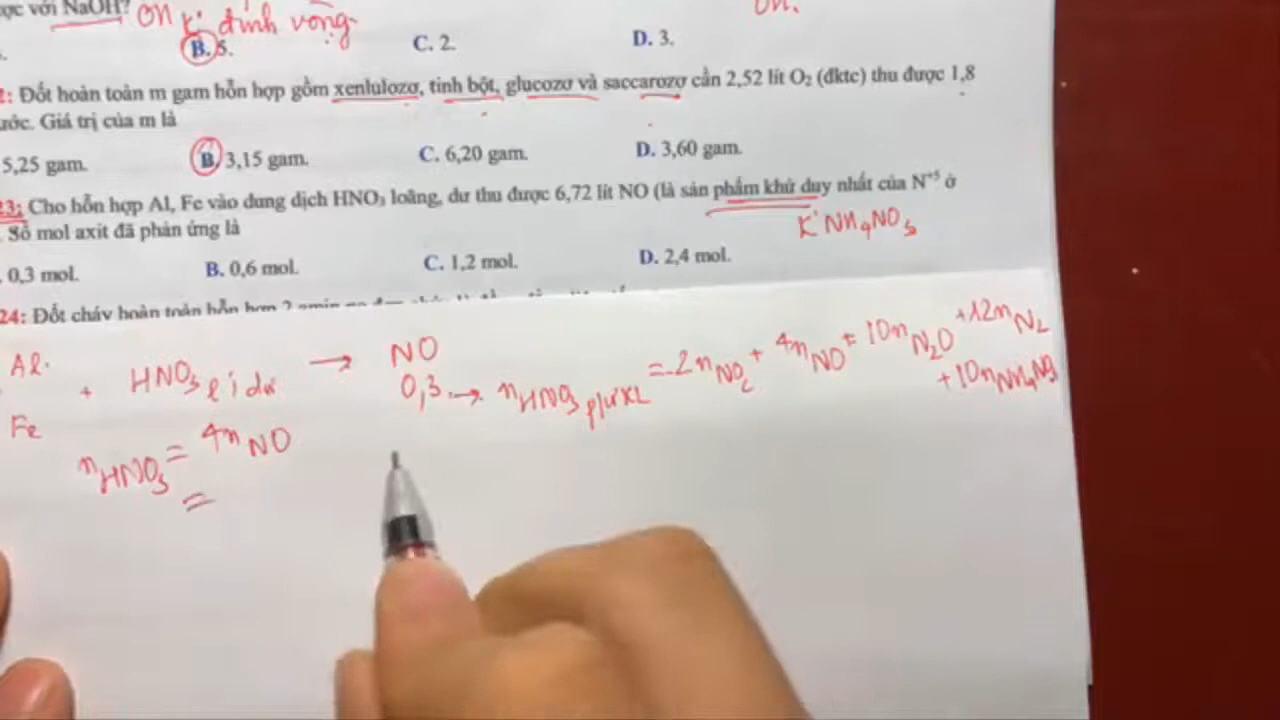 ợc với NaOH? ON K' đính vòng ON.
B. 5. C. 2. D. 3.
2: Đốt hoàn toàn m gam hỗn hợp gồm xenlulozơ, tinh bột, glucozơ và saccarozơ cần 2,52 lít O₂ (đktc) thu được 1,8
ước. Giá trị của m là
5,25 gam. B. 3,15 gam. C. 6,20 gam. D. 3,60 gam.
23: Cho hỗn hợp Al, Fe vào dung dịch HNO₃ loãng, dư thu được 6,72 lít NO (là sản phẩm khử duy nhất của N⁺⁵ ở
. Số mol axit đã phản ứng là K' NH₄NO₃
. 0,3 mol. B. 0,6 mol. C. 1,2 mol. D. 2,4 mol.
24: Đốt cháy hoàn toàn hỗn hợp 2 amin
Al + HNO₃ l, dư → NO
Fe 0,3 → nHNO₃ p/ư KL = 2nNO₂ + 4nNO = 10nN₂O + 12nN₂
+ 10nNH₄NO₃
nHNO₃ = 4nNO
=